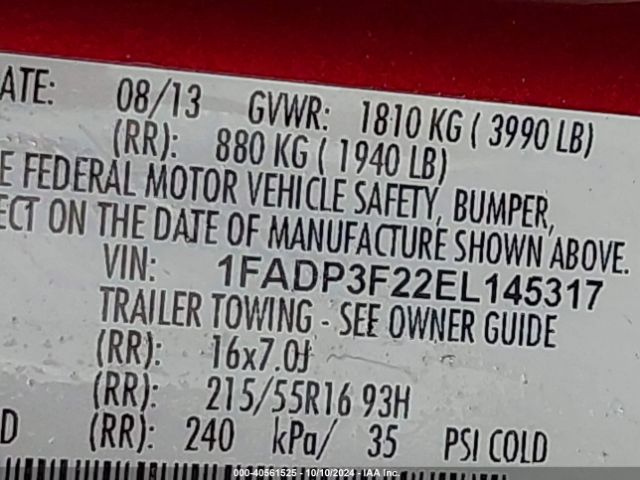 ATE: 08/13 GVWR: 1810 KG ( 3990 LB)
(RR): 880 KG ( 1940 LB)
E FEDERAL MOTOR VEHICLE SAFETY, BUMPER,
ECT ON THE DATE OF MANUFACTURE SHOWN ABOVE.
VIN: 1FADP3F22EL145317
TRAILER TOWING - SEE OWNER GUIDE
(RR): 16x7.0J
(RR): 215/55R16 93H
D (RR): 240 kPa/ 35 PSI COLD
000-40561525 - 10/10/2024 - IAA Inc.